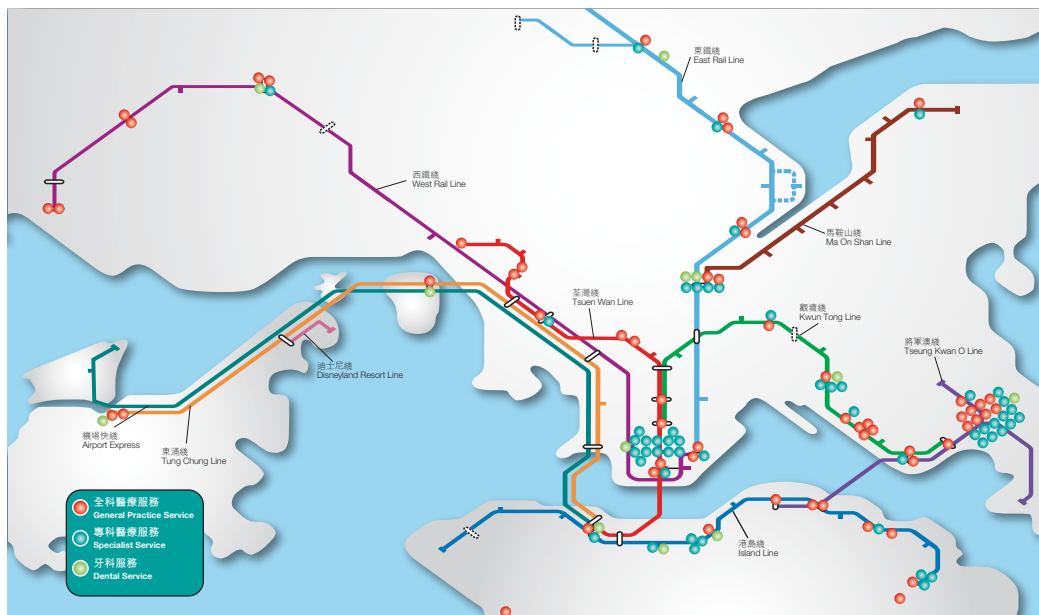 東鐵綫
East Rail Line
西鐵綫
West Rail Line
馬鞍山綫
Ma On Shan Line
荃灣綫
Tsuen Wan Line
觀塘綫
Kwun Tong Line
將軍澳綫
Tseung Kwan O Line
迪士尼綫
Disneyland Resort Line
機場快綫
Airport Express
東涌綫
Tung Chung Line
港島綫
Island Line
全科醫療服務
General Practice Service
專科醫療服務
Specialist Service
牙科服務
Dental Service